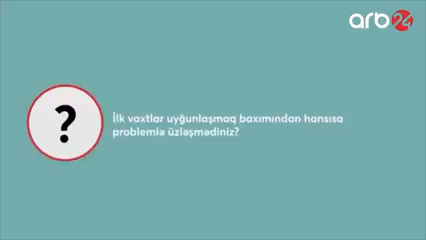 arb24
?
İlk vaxtlar uyğunlaşmaq baxımından hansısa
problemlə üzləşmədiniz?